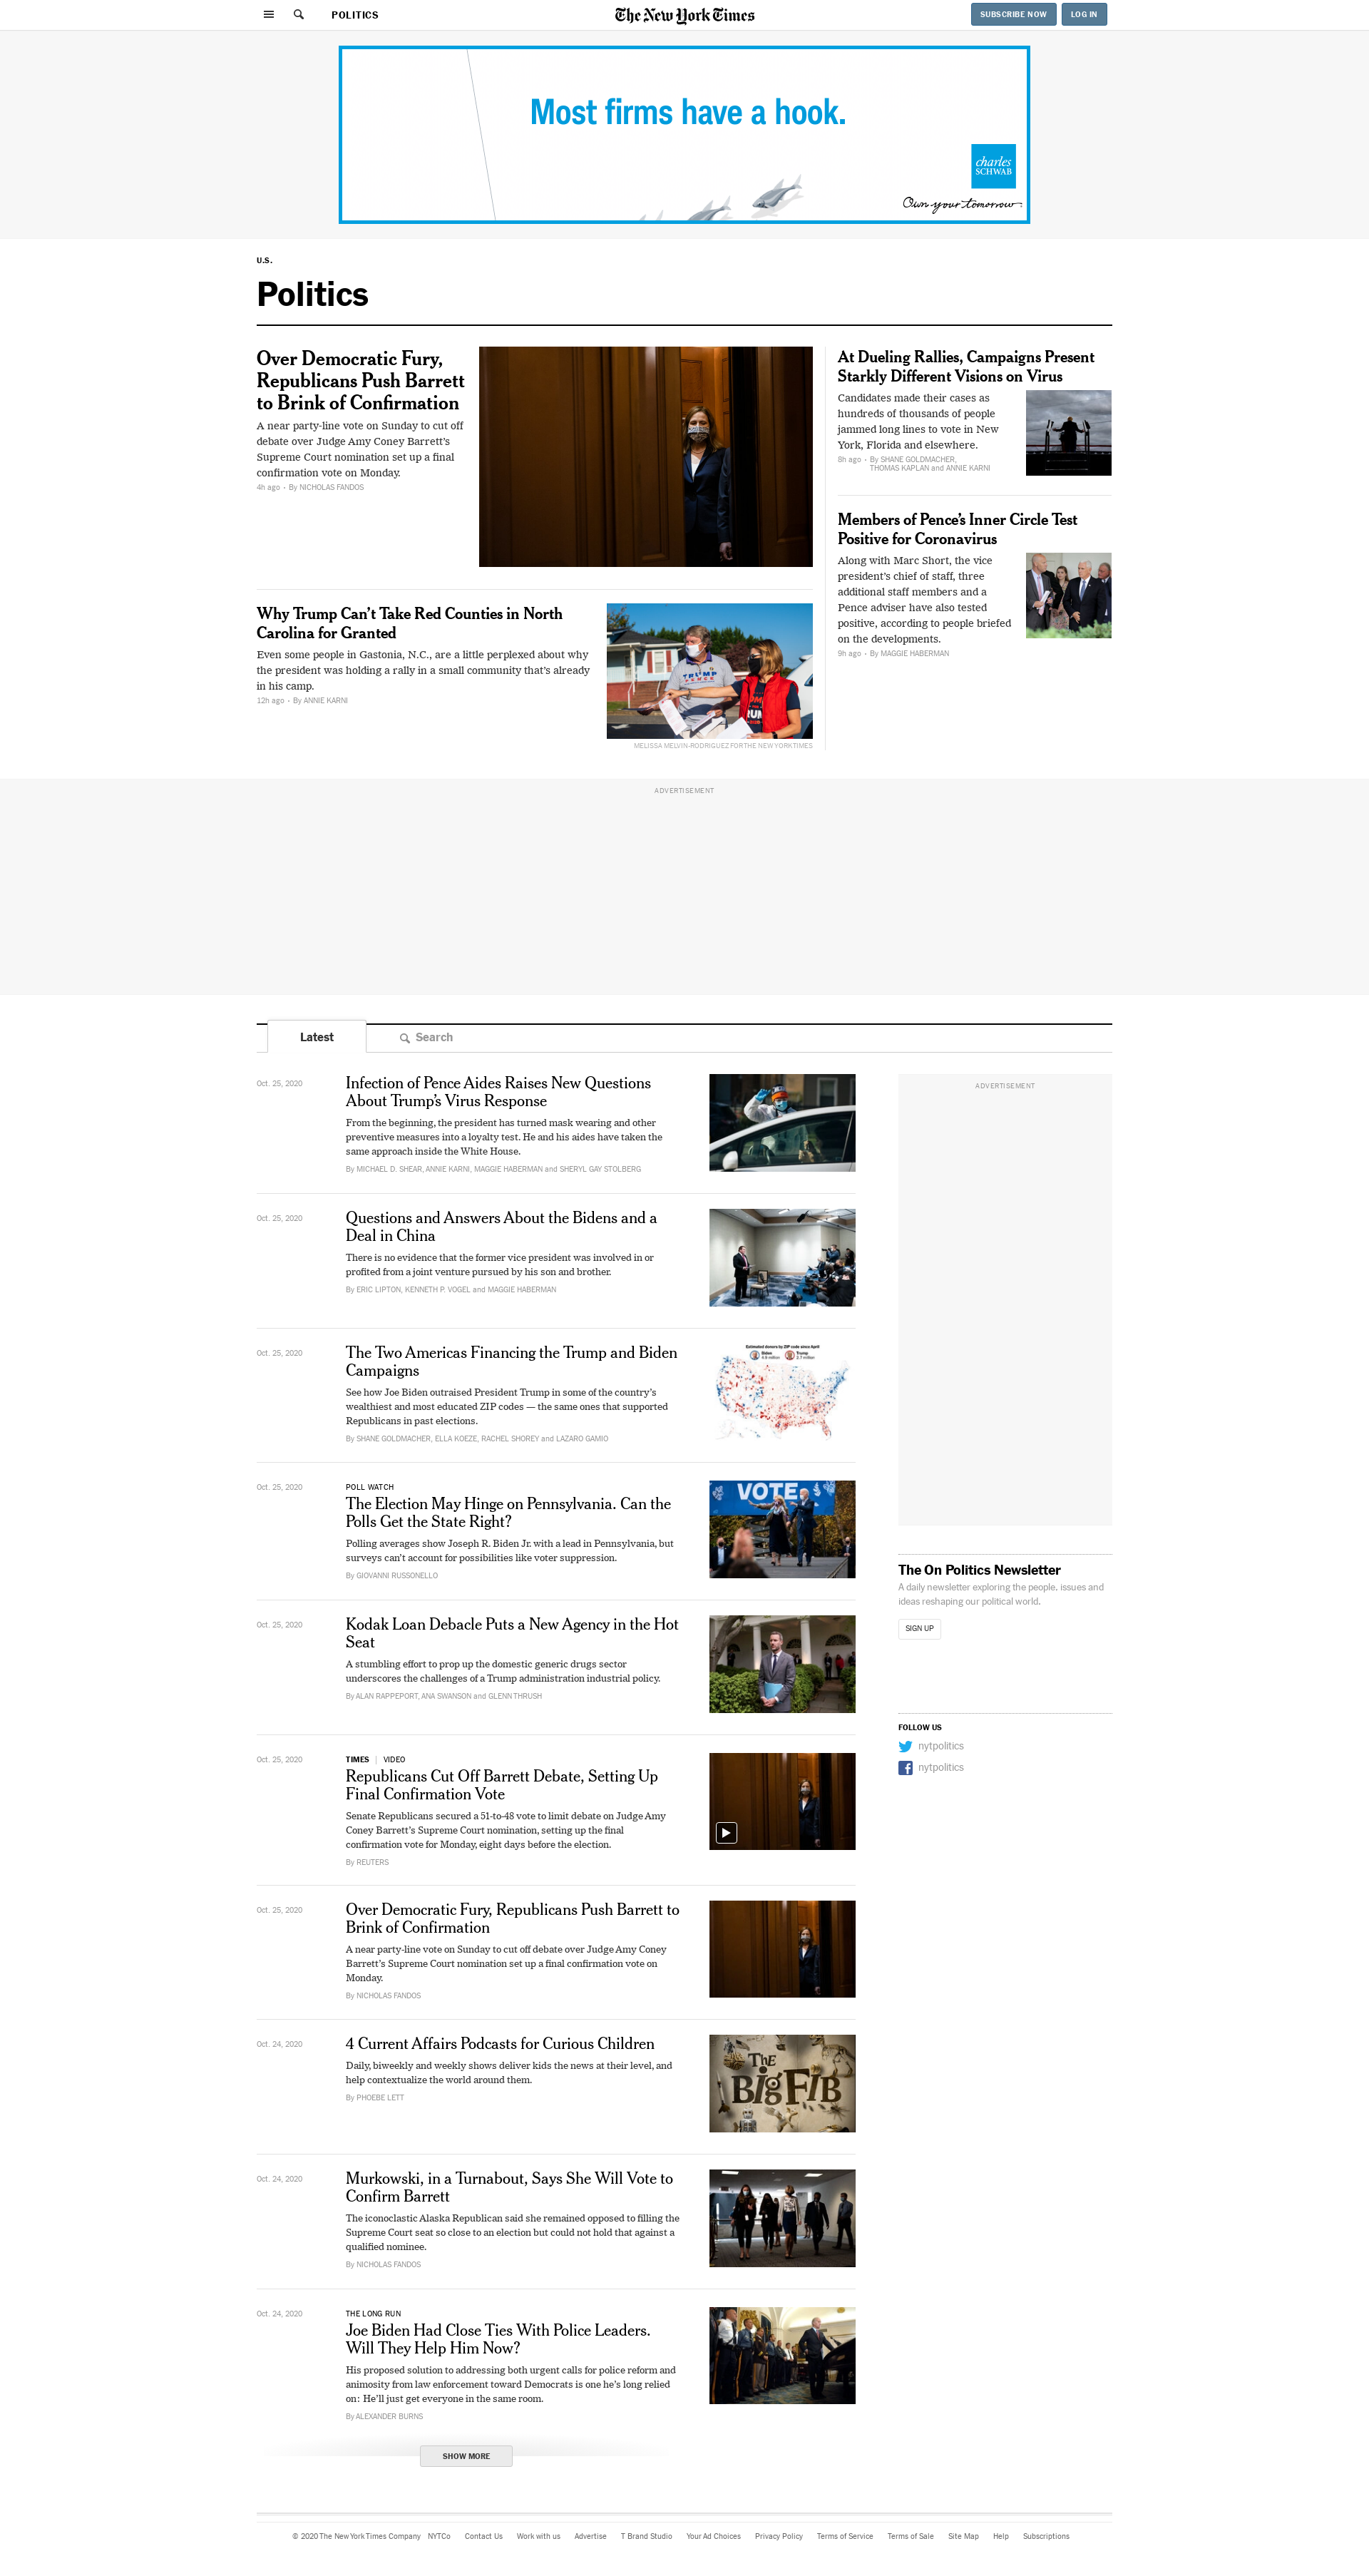 POLITICS
The New York Times
SUBSCRIBE NOW
LOG IN
Most firms have a hook.
charles
SCHWAB
Own your tomorrow
U.S.
Politics
Over Democratic Fury,
Republicans Push Barrett
to Brink of Confirmation
A near party-line vote on Sunday to cut off
debate over Judge Amy Coney Barrett’s
Supreme Court nomination set up a final
confirmation vote on Monday.
4h ago • By NICHOLAS FANDOS
Why Trump Can’t Take Red Counties in North
Carolina for Granted
Even some people in Gastonia, N.C., are a little perplexed about why
the president was holding a rally in a small community that’s already
in his camp.
12h ago • By ANNIE KARNI
TRUMP
PENCE
MELISSA MELVIN-RODRIGUEZ FOR THE NEW YORK TIMES
At Dueling Rallies, Campaigns Present
Starkly Different Visions on Virus
Candidates made their cases as
hundreds of thousands of people
jammed long lines to vote in New
York, Florida and elsewhere.
8h ago • By SHANE GOLDMACHER,
THOMAS KAPLAN and ANNIE KARNI
Members of Pence’s Inner Circle Test
Positive for Coronavirus
Along with Marc Short, the vice
president’s chief of staff, three
additional staff members and a
Pence adviser have also tested
positive, according to people briefed
on the developments.
9h ago • By MAGGIE HABERMAN
ADVERTISEMENT
Latest
Search
Oct. 25, 2020
Infection of Pence Aides Raises New Questions
About Trump’s Virus Response
From the beginning, the president has turned mask wearing and other
preventive measures into a loyalty test. He and his aides have taken the
same approach inside the White House.
By MICHAEL D. SHEAR, ANNIE KARNI, MAGGIE HABERMAN and SHERYL GAY STOLBERG
Oct. 25, 2020
Questions and Answers About the Bidens and a
Deal in China
There is no evidence that the former vice president was involved in or
profited from a joint venture pursued by his son and brother.
By ERIC LIPTON, KENNETH P. VOGEL and MAGGIE HABERMAN
Oct. 25, 2020
The Two Americas Financing the Trump and Biden
Campaigns
See how Joe Biden outraised President Trump in some of the country’s
wealthiest and most educated ZIP codes — the same ones that supported
Republicans in past elections.
By SHANE GOLDMACHER, ELLA KOEZE, RACHEL SHOREY and LAZARO GAMIO
Estimated donors by ZIP code since April
Biden
Trump
Oct. 25, 2020
POLL WATCH
The Election May Hinge on Pennsylvania. Can the
Polls Get the State Right?
Polling averages show Joseph R. Biden Jr. with a lead in Pennsylvania, but
surveys can’t account for possibilities like voter suppression.
By GIOVANNI RUSSONELLO
VOTE
Oct. 25, 2020
Kodak Loan Debacle Puts a New Agency in the Hot
Seat
A stumbling effort to prop up the domestic generic drugs sector
underscores the challenges of a Trump administration industrial policy.
By ALAN RAPPEPORT, ANA SWANSON and GLENN THRUSH
Oct. 25, 2020
TIMES | VIDEO
Republicans Cut Off Barrett Debate, Setting Up
Final Confirmation Vote
Senate Republicans secured a 51-to-48 vote to limit debate on Judge Amy
Coney Barrett’s Supreme Court nomination, setting up the final
confirmation vote for Monday, eight days before the election.
By REUTERS
Oct. 25, 2020
Over Democratic Fury, Republicans Push Barrett to
Brink of Confirmation
A near party-line vote on Sunday to cut off debate over Judge Amy Coney
Barrett’s Supreme Court nomination set up a final confirmation vote on
Monday.
By NICHOLAS FANDOS
Oct. 24, 2020
4 Current Affairs Podcasts for Curious Children
Daily, biweekly and weekly shows deliver kids the news at their level, and
help contextualize the world around them.
By PHOEBE LETT
THE
BIG FIB
Oct. 24, 2020
Murkowski, in a Turnabout, Says She Will Vote to
Confirm Barrett
The iconoclastic Alaska Republican said she remained opposed to filling the
Supreme Court seat so close to an election but could not hold that against a
qualified nominee.
By NICHOLAS FANDOS
Oct. 24, 2020
THE LONG RUN
Joe Biden Had Close Ties With Police Leaders.
Will They Help Him Now?
His proposed solution to addressing both urgent calls for police reform and
animosity from law enforcement toward Democrats is one he’s long relied
on: He’ll just get everyone in the same room.
By ALEXANDER BURNS
SHOW MORE
ADVERTISEMENT
The On Politics Newsletter
A daily newsletter exploring the people, issues and
ideas reshaping our political world.
SIGN UP
FOLLOW US
nytpolitics
nytpolitics
© 2020 The New York Times Company NYTCo Contact Us Work with us Advertise T Brand Studio Your Ad Choices Privacy Policy Terms of Service Terms of Sale Site Map Help Subscriptions